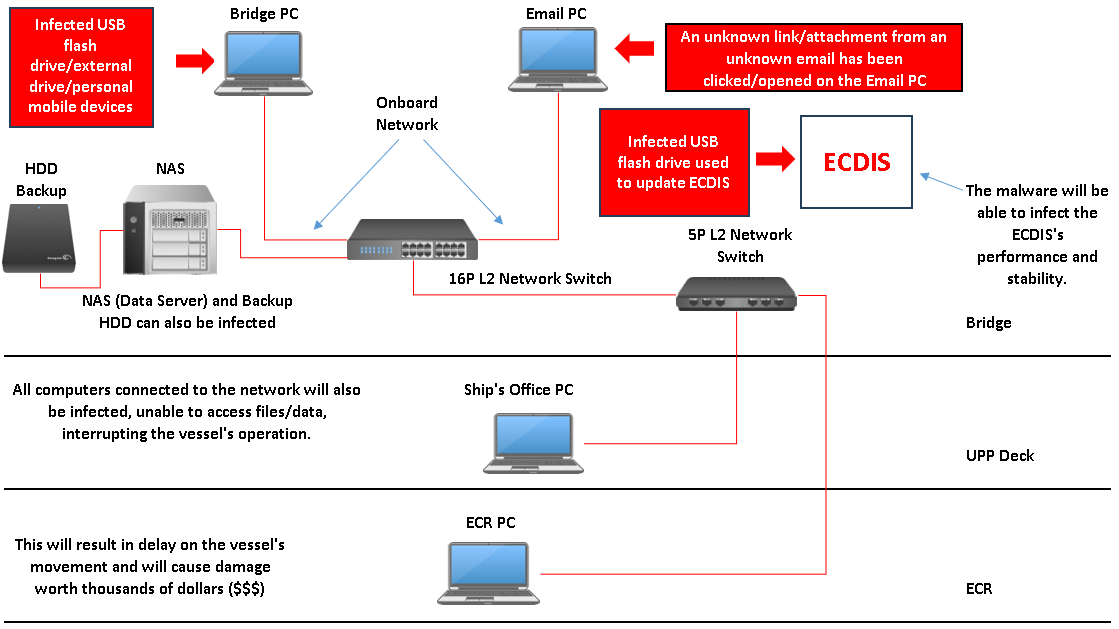 Infected USB
flash
drive/external
drive/personal
mobile devices
Bridge PC
Email PC
An unknown link/attachment from an
unknown email has been
clicked/opened on the Email PC
Onboard
Network
Infected USB
flash drive used
to update ECDIS
ECDIS
HDD
Backup
NAS
The malware will be
able to infect the
ECDIS's
performance and
stability.
5P L2 Network
Switch
16P L2 Network Switch
NAS (Data Server) and Backup
HDD can also be infected
Bridge
All computers connected to the network will also
be infected, unable to access files/data,
interrupting the vessel's operation.
Ship's Office PC
UPP Deck
ECR PC
This will result in delay on the vessel's
movement and will cause damage
worth thousands of dollars ($$$)
ECR